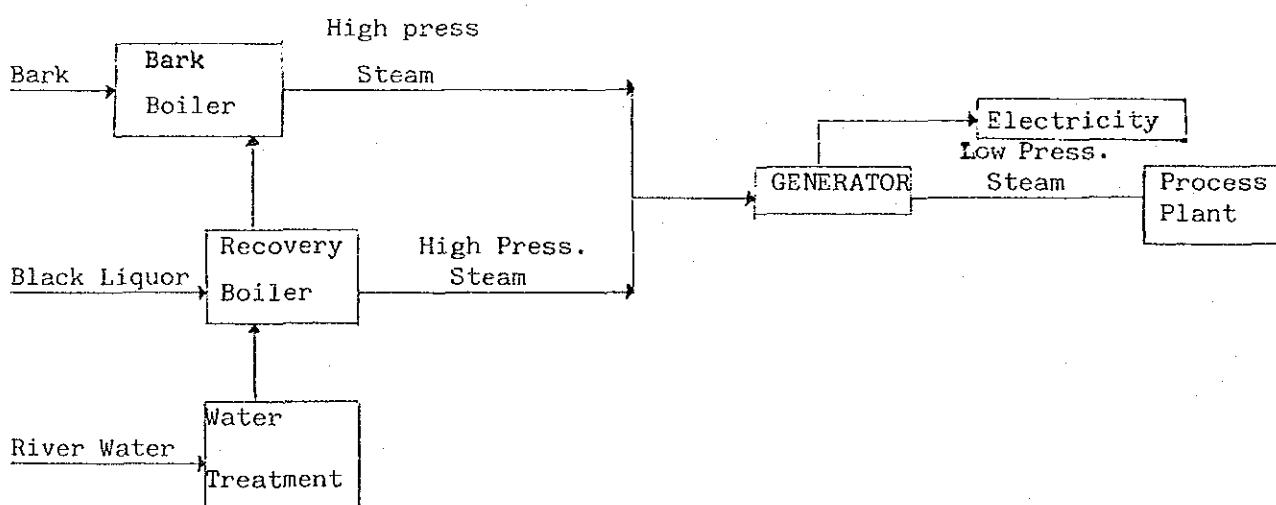 High press
Steam
Bark
Bark
Boiler
Electricity
Low Press.
Steam
GENERATOR
Process
Plant
Recovery
Boiler
High Press.
Steam
Black Liquor
Water
Treatment
River Water